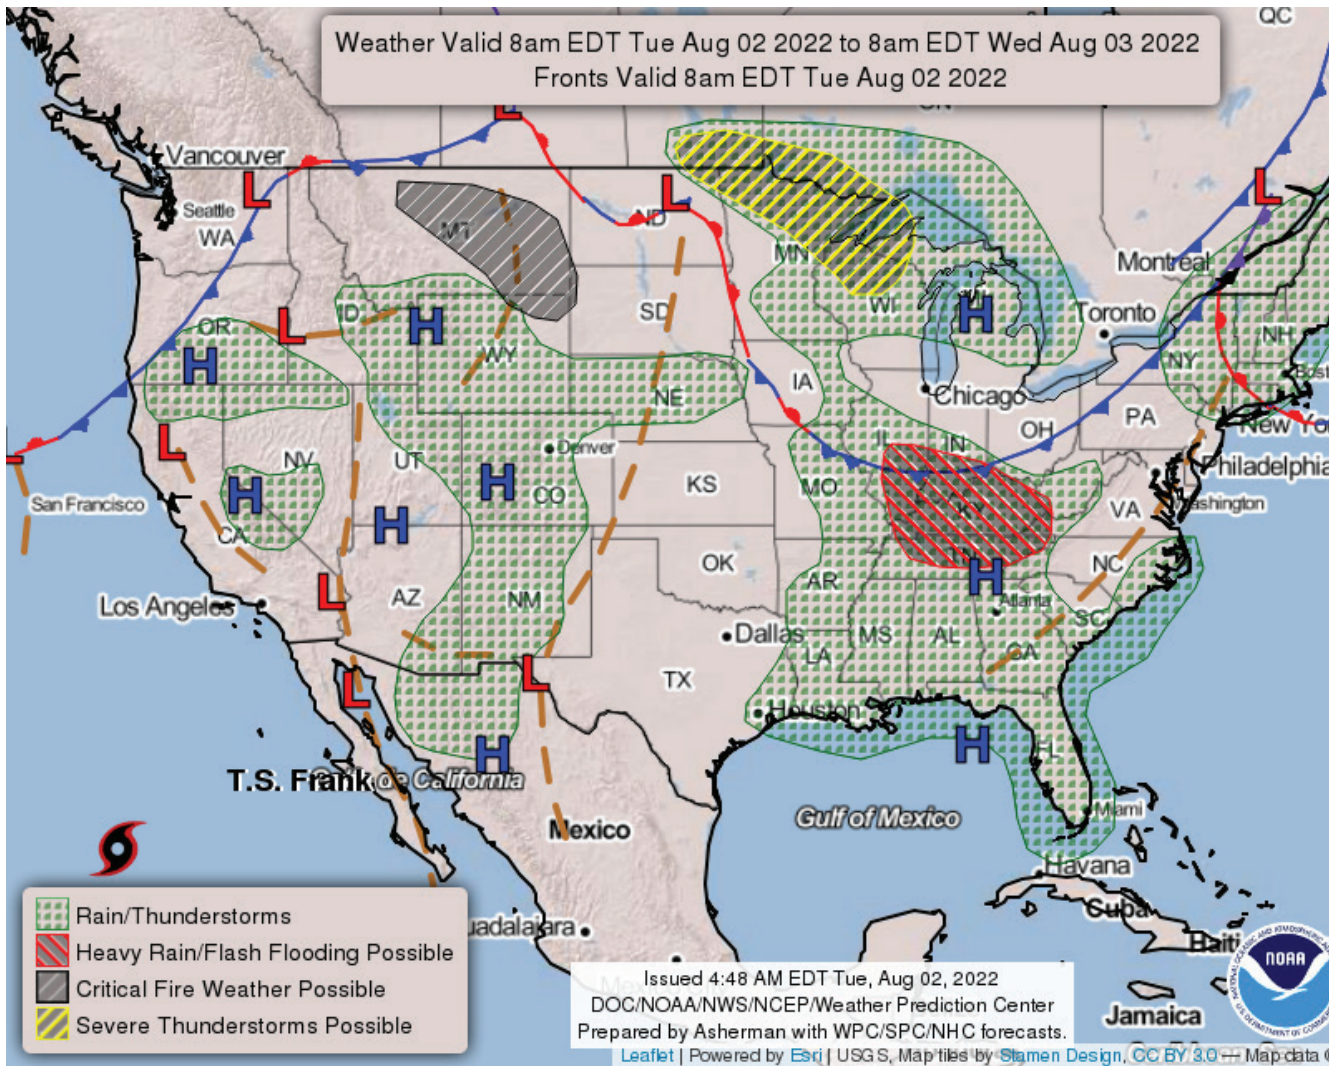 Weather Valid 8am EDT Tue Aug 02 2022 to 8am EDT Wed Aug 03 2022
Fronts Valid 8am EDT Tue Aug 02 2022
QC
L
Vancouver
L
L
L
Seattle
WA
MT
ND
MN
Montreal
OR
L
ID
H
SD
WI
MI
H
Toronto
NH
H
WY
NY
Bost
IA
NE
Chicago
PA
L
NV
UT
Denver
IL
IN
OH
New Yo
Philadelphia
San Francisco
H
H
CO
KS
MO
KY
VA
Washington
CA
H
OK
TN
NC
Los Angeles
L
AZ
NM
AR
H
Atlanta
SC
Dallas
MS
AL
GA
LA
L
L
TX
Houston
H
H
FL
T.S. Frank
de California
Gulf of Mexico
Miami
Mexico
Havana
Cuba
Haiti
uadalajara
Rain/Thunderstorms
Heavy Rain/Flash Flooding Possible
Critical Fire Weather Possible
Severe Thunderstorms Possible
Issued 4:48 AM EDT Tue, Aug 02, 2022
DOC/NOAA/NWS/NCEP/Weather Prediction Center
Prepared by Asherman with WPC/SPC/NHC forecasts.
NOAA
Jamaica
Leaflet | Powered by Esri | USGS, Map tiles by Stamen Design, CC BY 3.0 — Map data ©